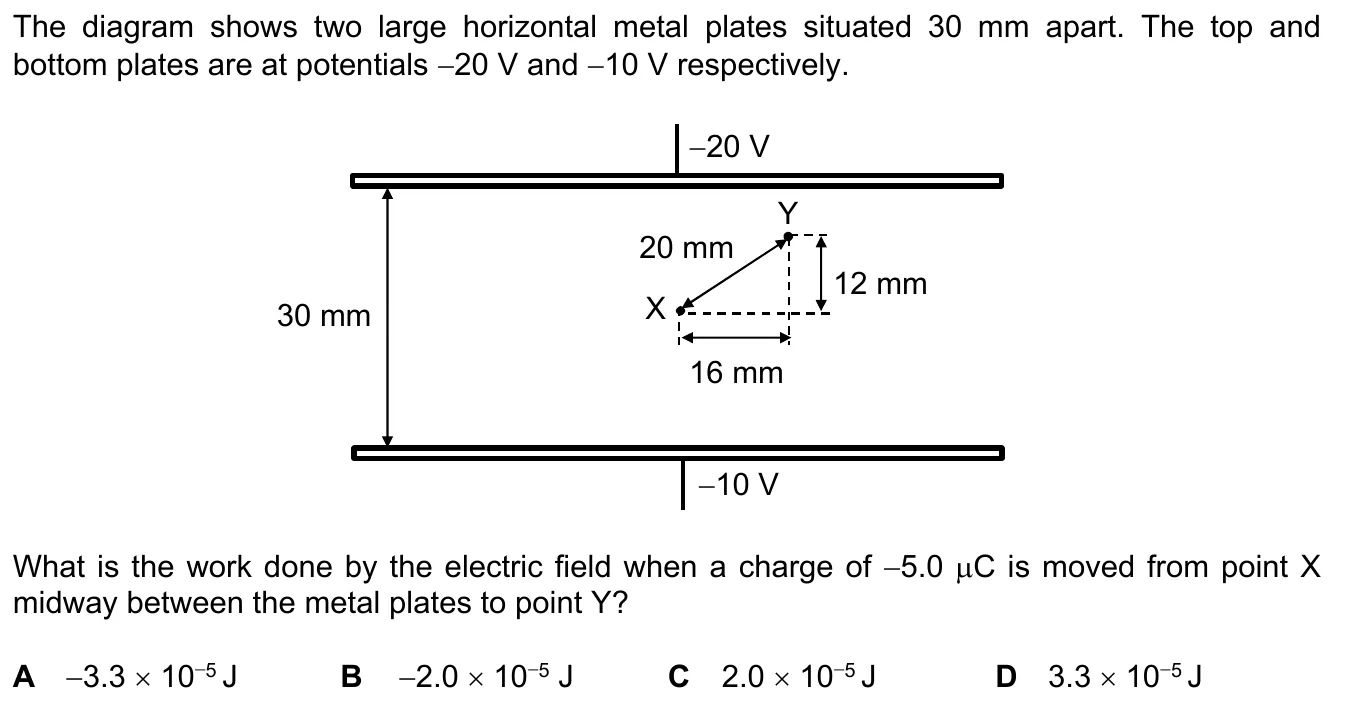 The diagram shows two large horizontal metal plates situated 30 mm apart. The top and
bottom plates are at potentials –20 V and –10 V respectively.
–20 V
Y
20 mm
12 mm
X
30 mm
16 mm
–10 V
What is the work done by the electric field when a charge of –5.0 μC is moved from point X
midway between the metal plates to point Y?
A –3.3 × 10⁻⁵ J B –2.0 × 10⁻⁵ J C 2.0 × 10⁻⁵ J D 3.3 × 10⁻⁵ J